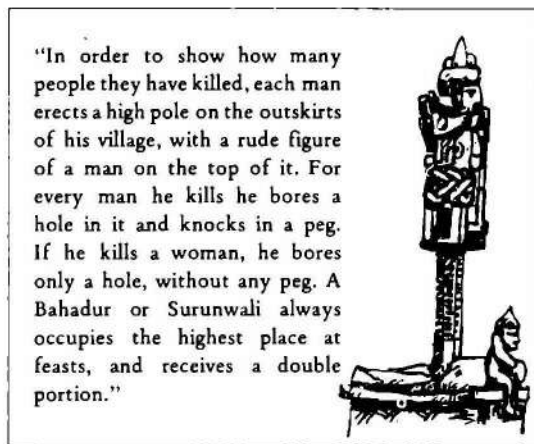 “In order to show how many
people they have killed, each man
erects a high pole on the outskirts
of his village, with a rude figure
of a man on the top of it. For
every man he kills he bores a
hole in it and knocks in a peg.
If he kills a woman, he bores
only a hole, without any peg. A
Bahadur or Surunwali always
occupies the highest place at
feasts, and receives a double
portion.”